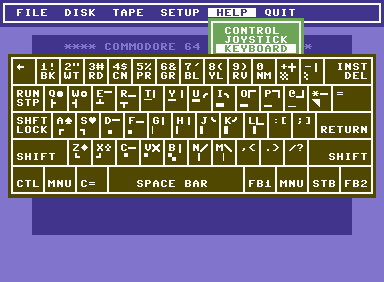 FILE DISK TAPE SETUP HELP QUIT
CONTROL
JOYSTICK
KEYBOARD
**** COMMODORE 64 *
← 1! 2" 3# 4$ 5% 6& 7´ 8( 9) 0 ++ -| INST
BK WT RD CN PR GR BL YL RV NM DEL
RUN Q W E R T Y U I O P @ *- =
STP
SHFT A S D F G H J K L : [ ; ]
LOCK RETURN
SHIFT Z X C V B N/ M\ ,< .> /? SHIFT
CTL MNU C= SPACE BAR FB1 MNU STB FB2